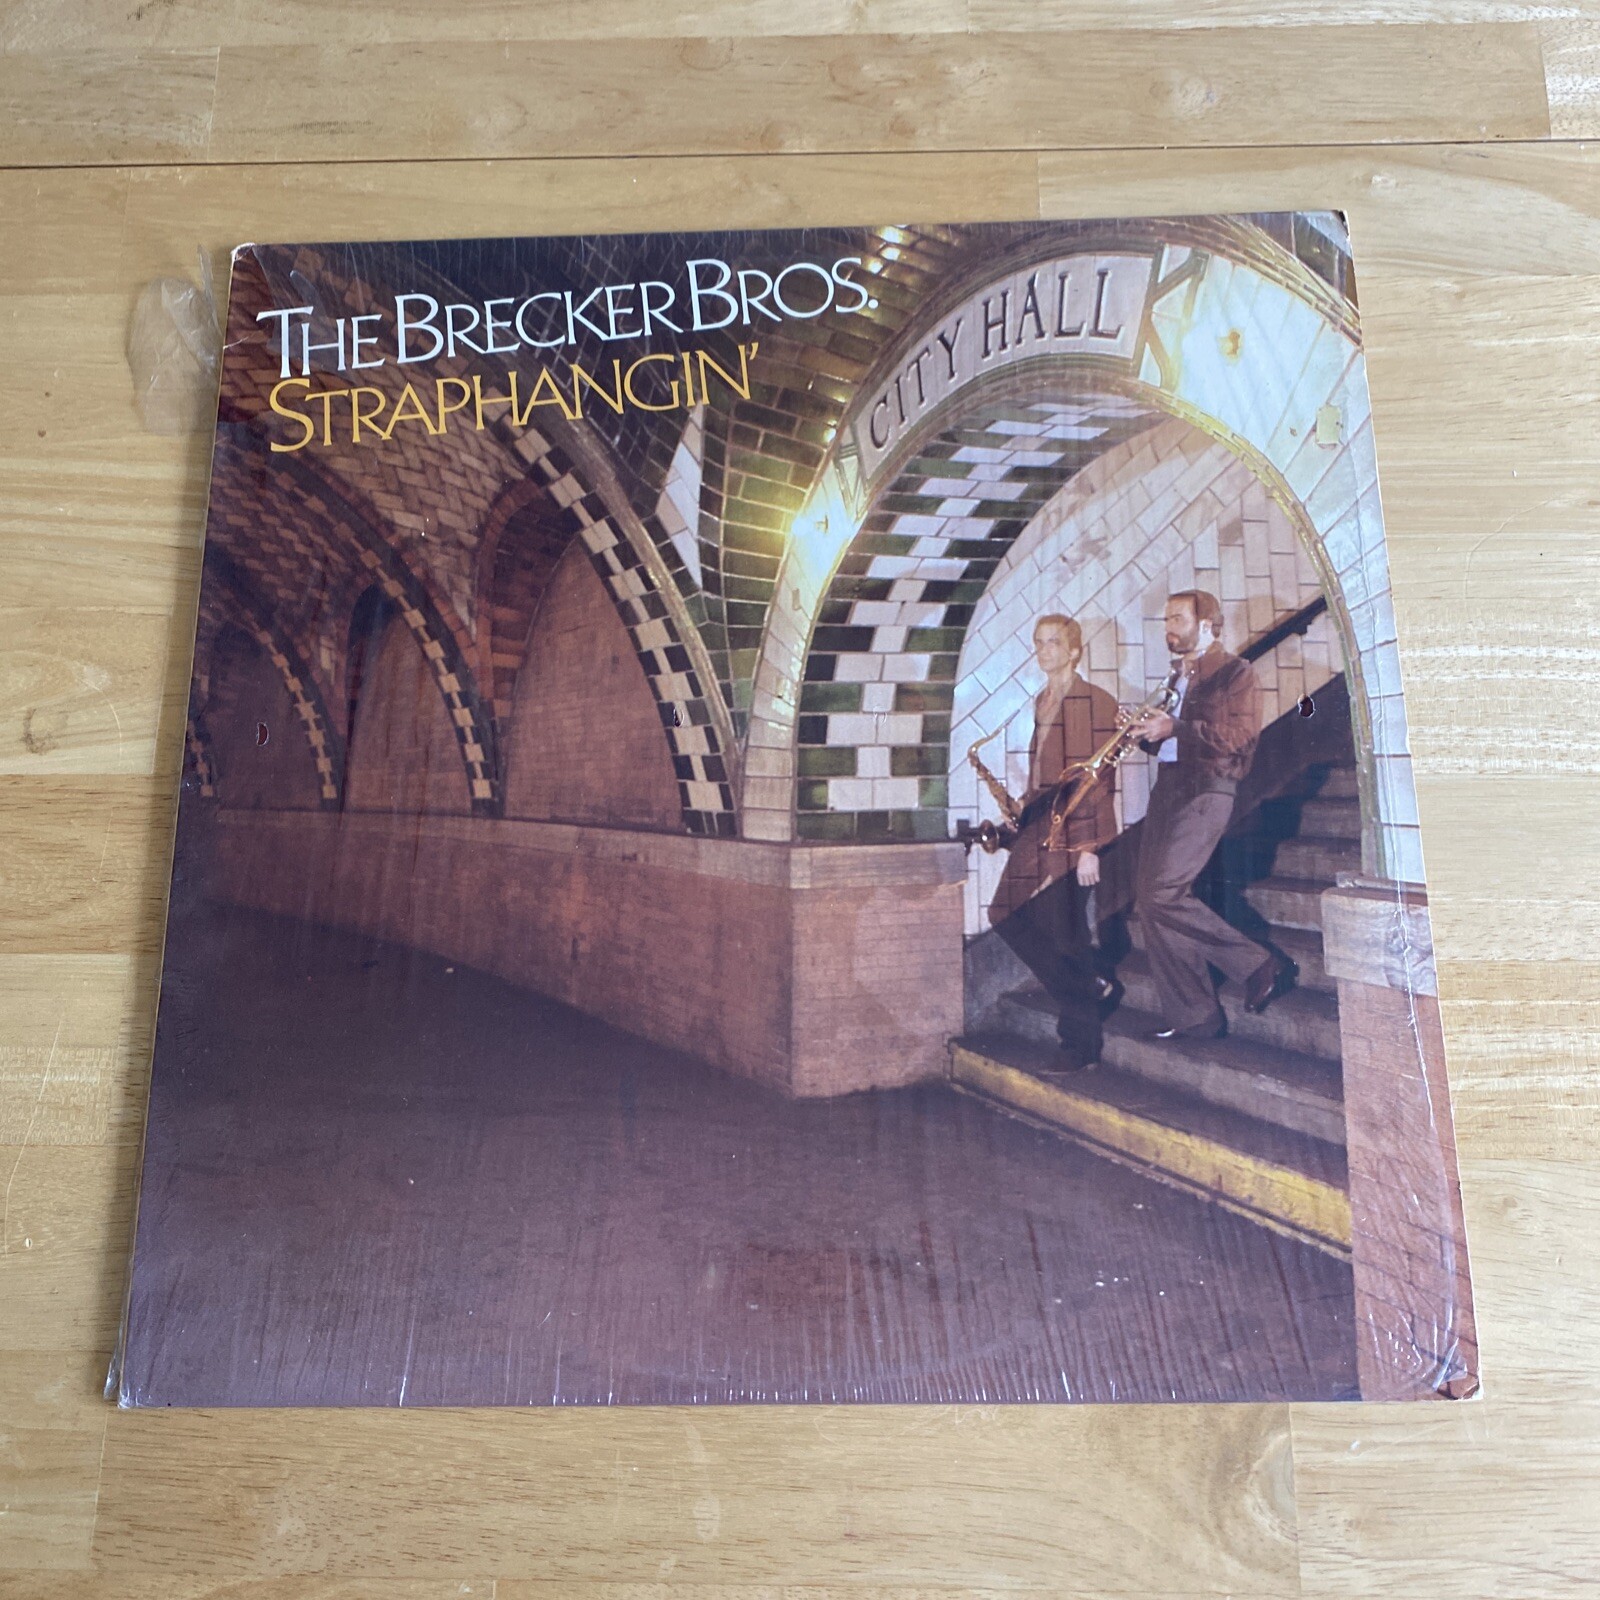 THE BRECKER BROS.
STRAPHANGIN'
CITY HALL